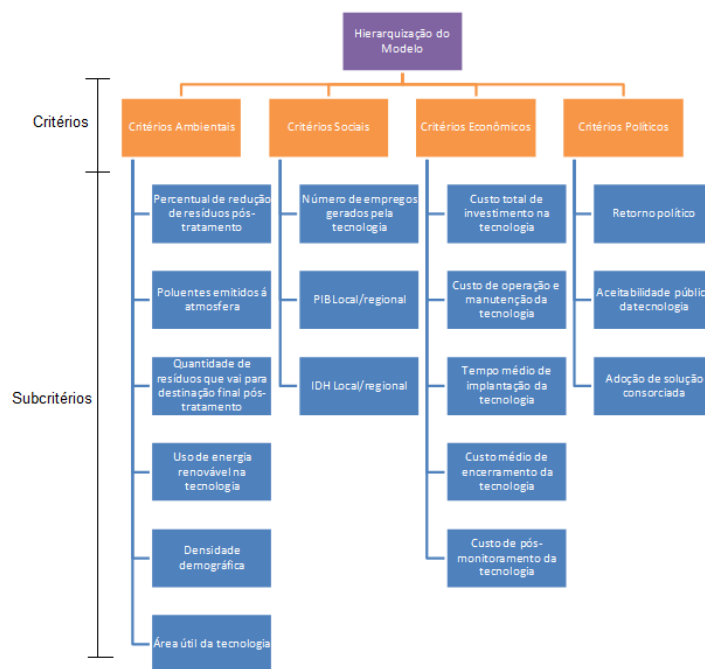 Hierarquização do
Modelo
Critérios
Critérios Ambientais
Critérios Sociais
Critérios Econômicos
Critérios Políticos
Subcritérios
Percentual de redução
de resíduos pós-
tratamento
Poluentes emitidos á
atmosfera
Quantidade de
resíduos que vai para
destinação final pós-
tratamento
Uso de energia
renovável na
tecnologia
Densidade
demográfica
Área útil da tecnologia
Número de empregos
gerados pela
tecnologia
PIB Local/regional
IDH Local/regional
Custo total de
investimento na
tecnologia
Custo de operação e
manutenção da
tecnologia
Tempo médio de
implantação da
tecnologia
Custo médio de
encerramento da
tecnologia
Custo de pós-
monitoramento da
tecnologia
Retorno político
Aceitabilidade públic
da tecnologia
Adoção de solução
consorciada